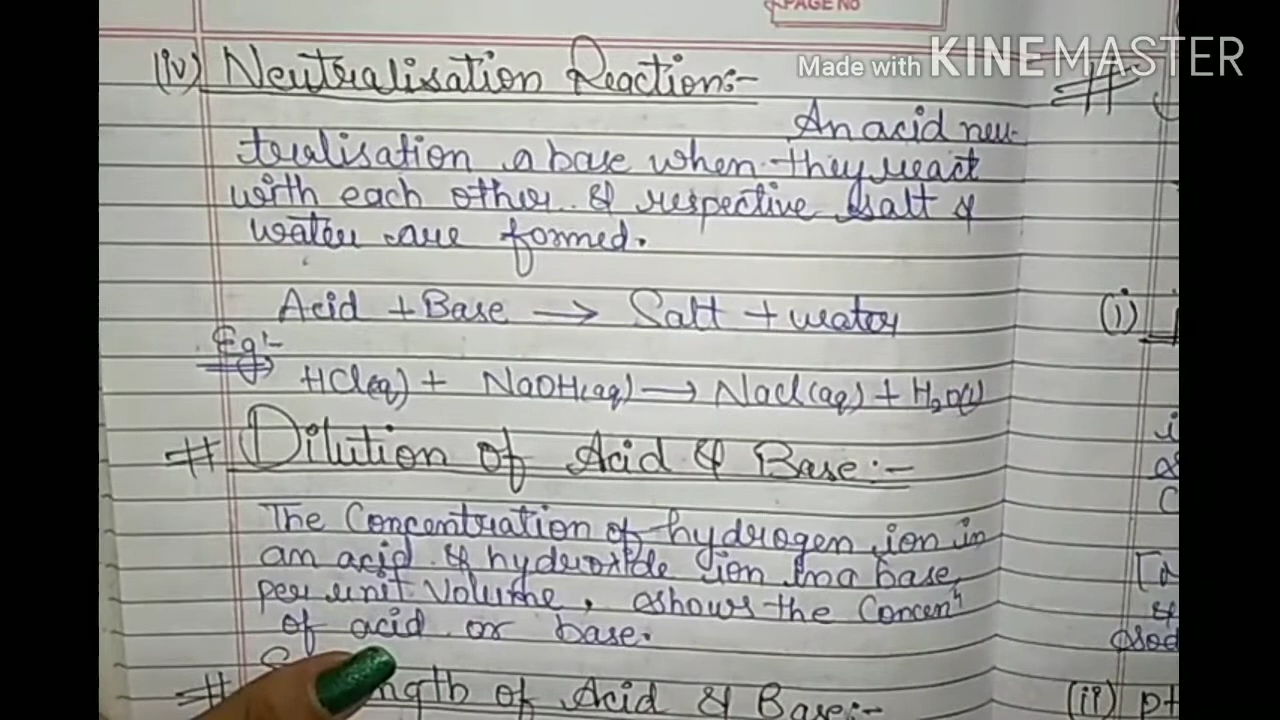 PAGE No
Made with KINEMASTER
(iv) Neutralisation Reaction:-
An acid neu-
tralisation a base when they react
with each other & respective salt &
water are formed.
Acid + Base → Salt + water
Eg:-
HCl(aq) + NaOH(aq) → NaCl(aq) + H₂O(l)
# Dilution of Acid & Base:-
The Concentration of hydrogen ion in
an acid & hydroxide ion in a base,
per unit Volume, shows the Concenⁿ
of acid or base.
# ngth of Acid & Base:-
#
(i)
(ii)